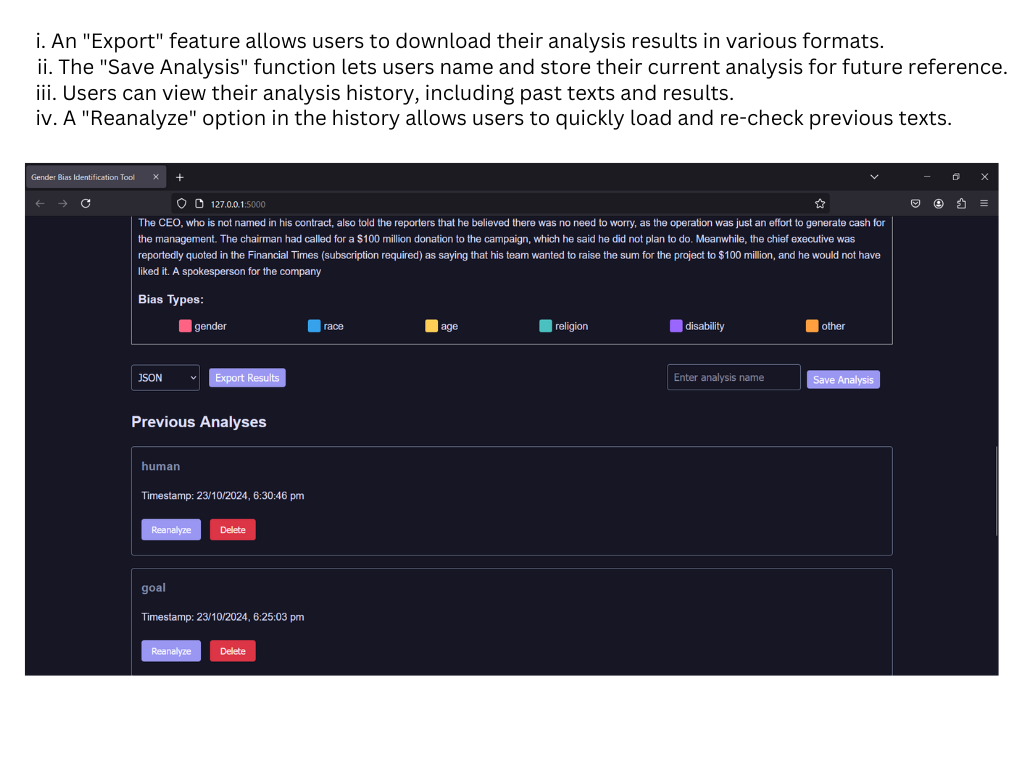 i. An "Export" feature allows users to download their analysis results in various formats.
ii. The "Save Analysis" function lets users name and store their current analysis for future reference.
iii. Users can view their analysis history, including past texts and results.
iv. A "Reanalyze" option in the history allows users to quickly load and re-check previous texts.
Gender Bias Identification Tool
127.0.0.1:5000
The CEO, who is not named in his contract, also told the reporters that he believed there was no need to worry, as the operation was just an effort to generate cash for
the management. The chairman had called for a $100 million donation to the campaign, which he said he did not plan to do. Meanwhile, the chief executive was
reportedly quoted in the Financial Times (subscription required) as saying that his team wanted to raise the sum for the project to $100 million, and he would not have
liked it. A spokesperson for the company
Bias Types:
gender race age religion disability other
JSON Export Results Enter analysis name Save Analysis
Previous Analyses
human
Timestamp: 23/10/2024, 6:30:46 pm
Reanalyze Delete
goal
Timestamp: 23/10/2024, 6:25:03 pm
Reanalyze Delete